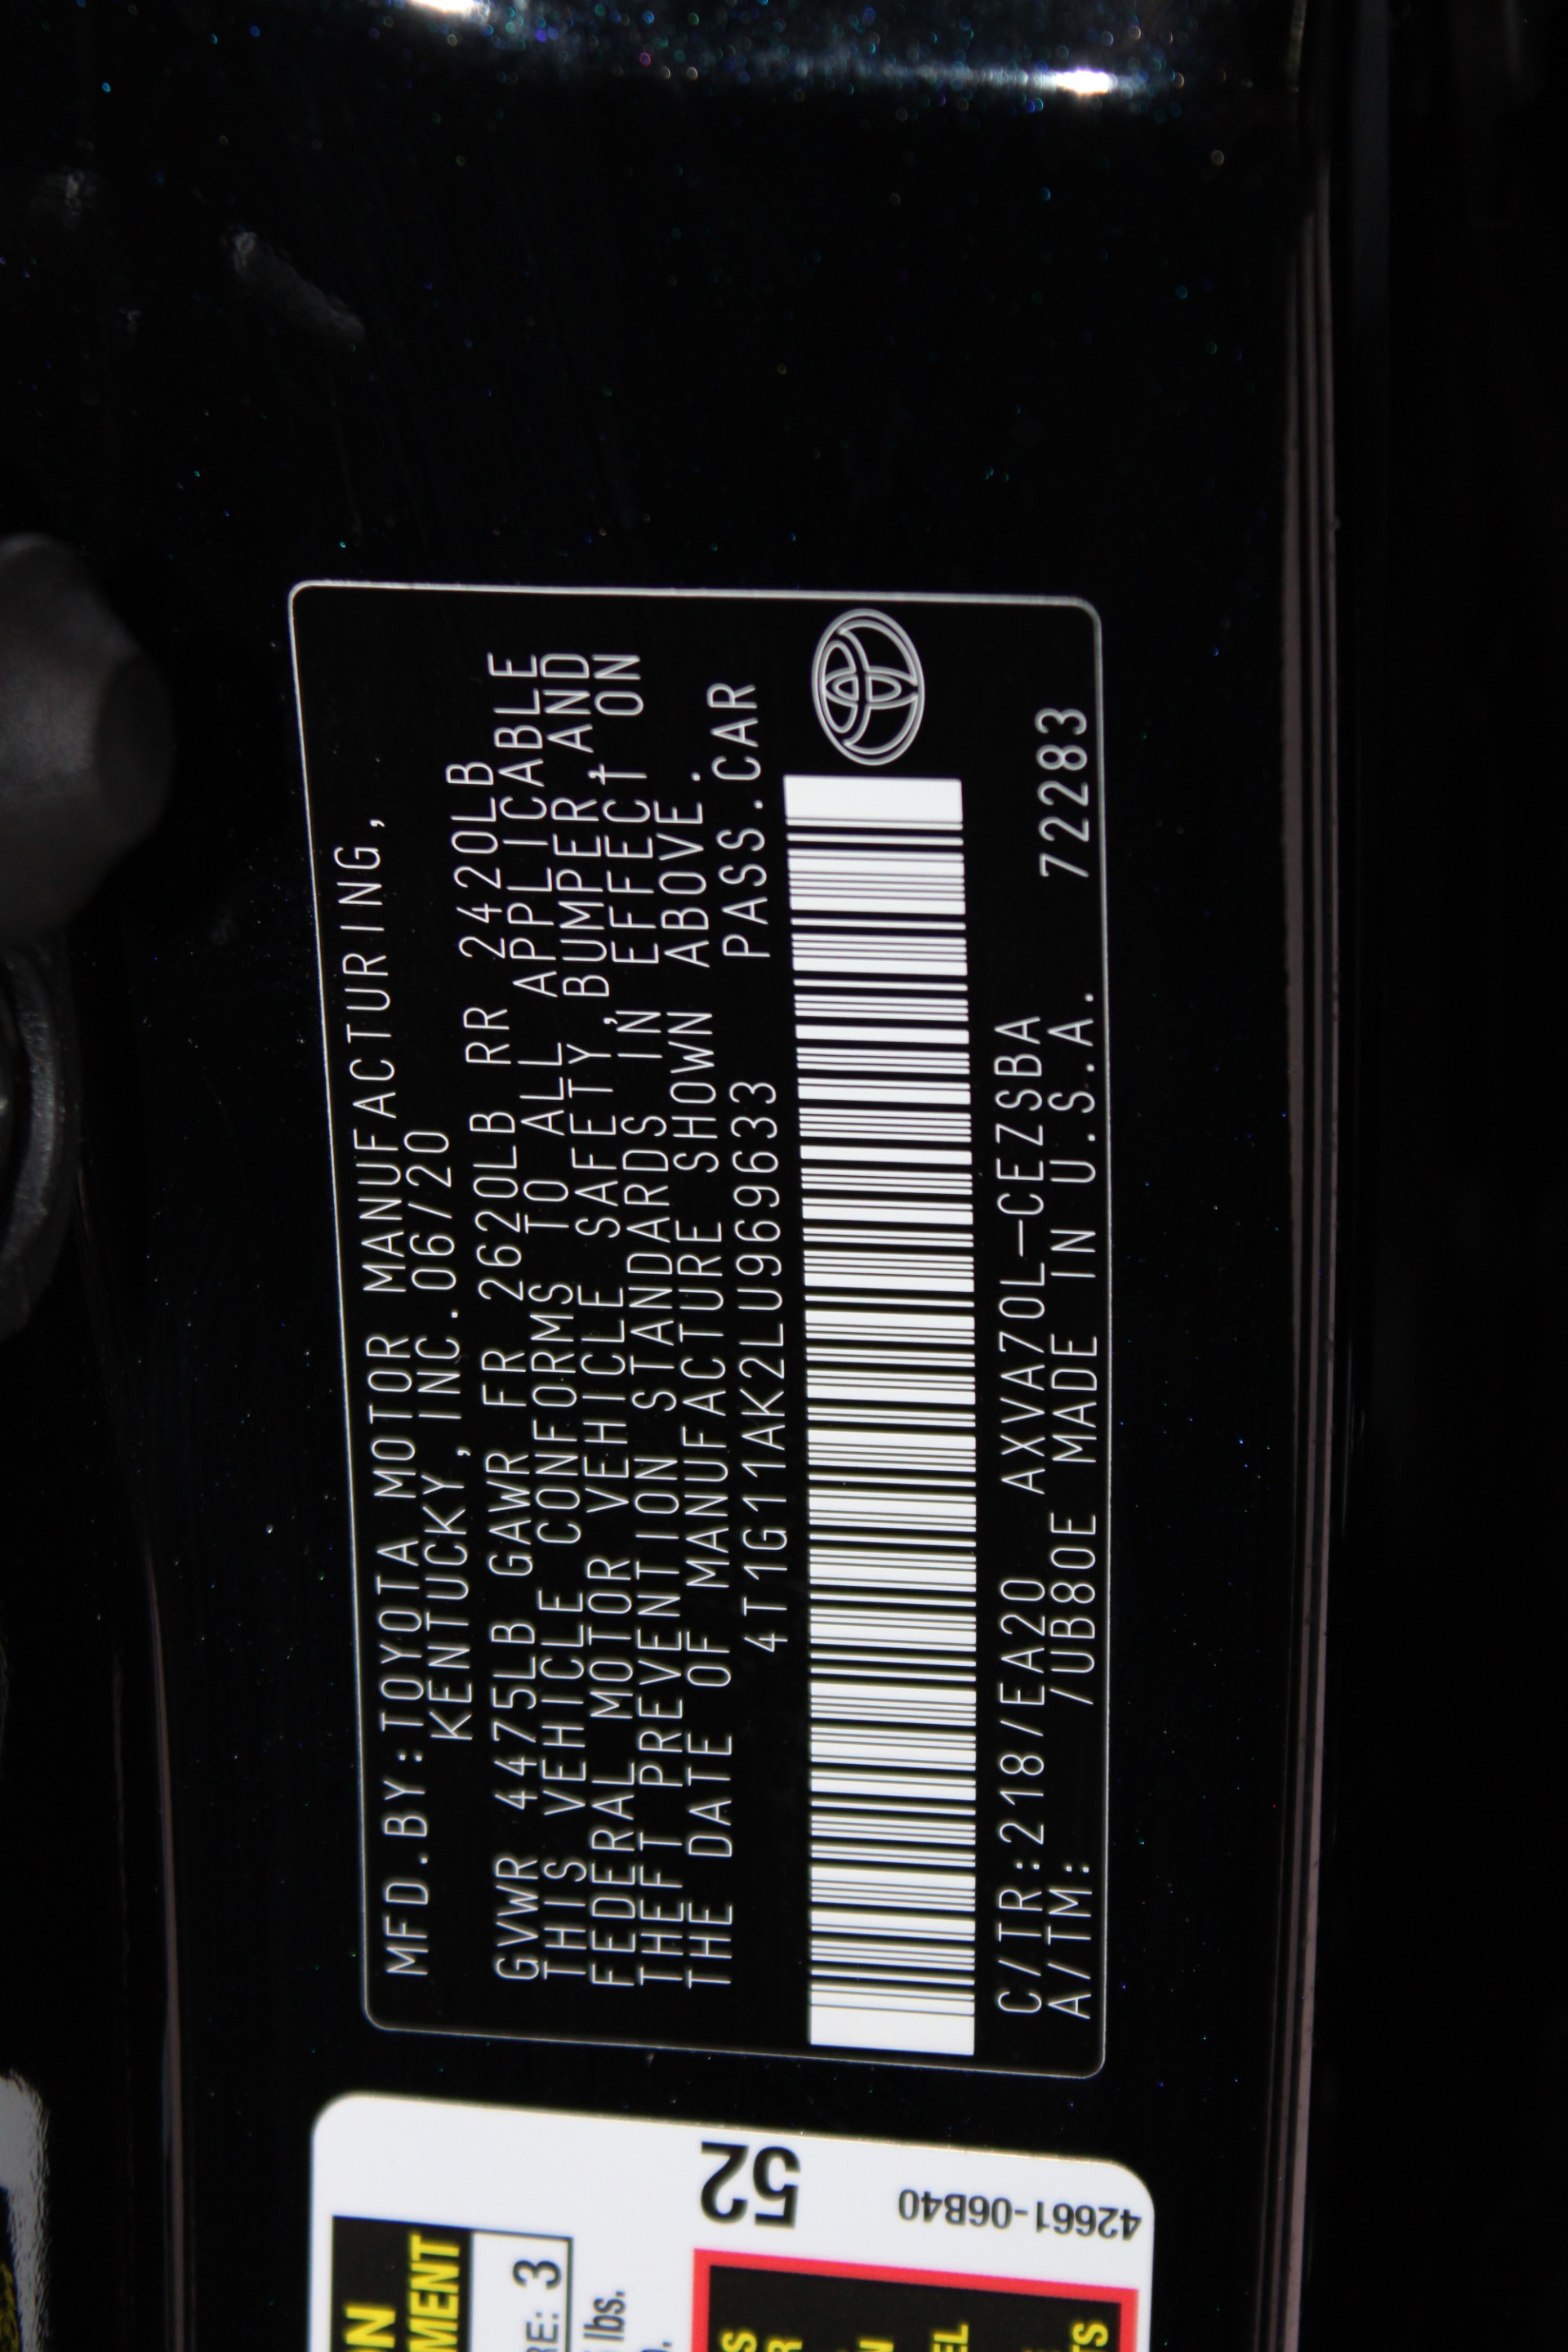 MFD.BY:TOYOTA MOTOR MANUFACTURING,
KENTUCKY,INC.06/20
GVWR 4475LB GAWR FR 2620LB RR 2420LB
THIS VEHICLE CONFORMS TO ALL APPLICABLE
FEDERAL MOTOR VEHICLE SAFETY,BUMPER,AND
THEFT PREVENTION STANDARDS IN EFFECT ON
THE DATE OF MANUFACTURE SHOWN ABOVE.
4T1G11AK2LU969633 PASS.CAR
C/TR:218/EA20 AXVA70L-CEZSBA
A/TM: /UB80E MADE IN U.S.A. 72283
52
42661-06B40
3
lbs.